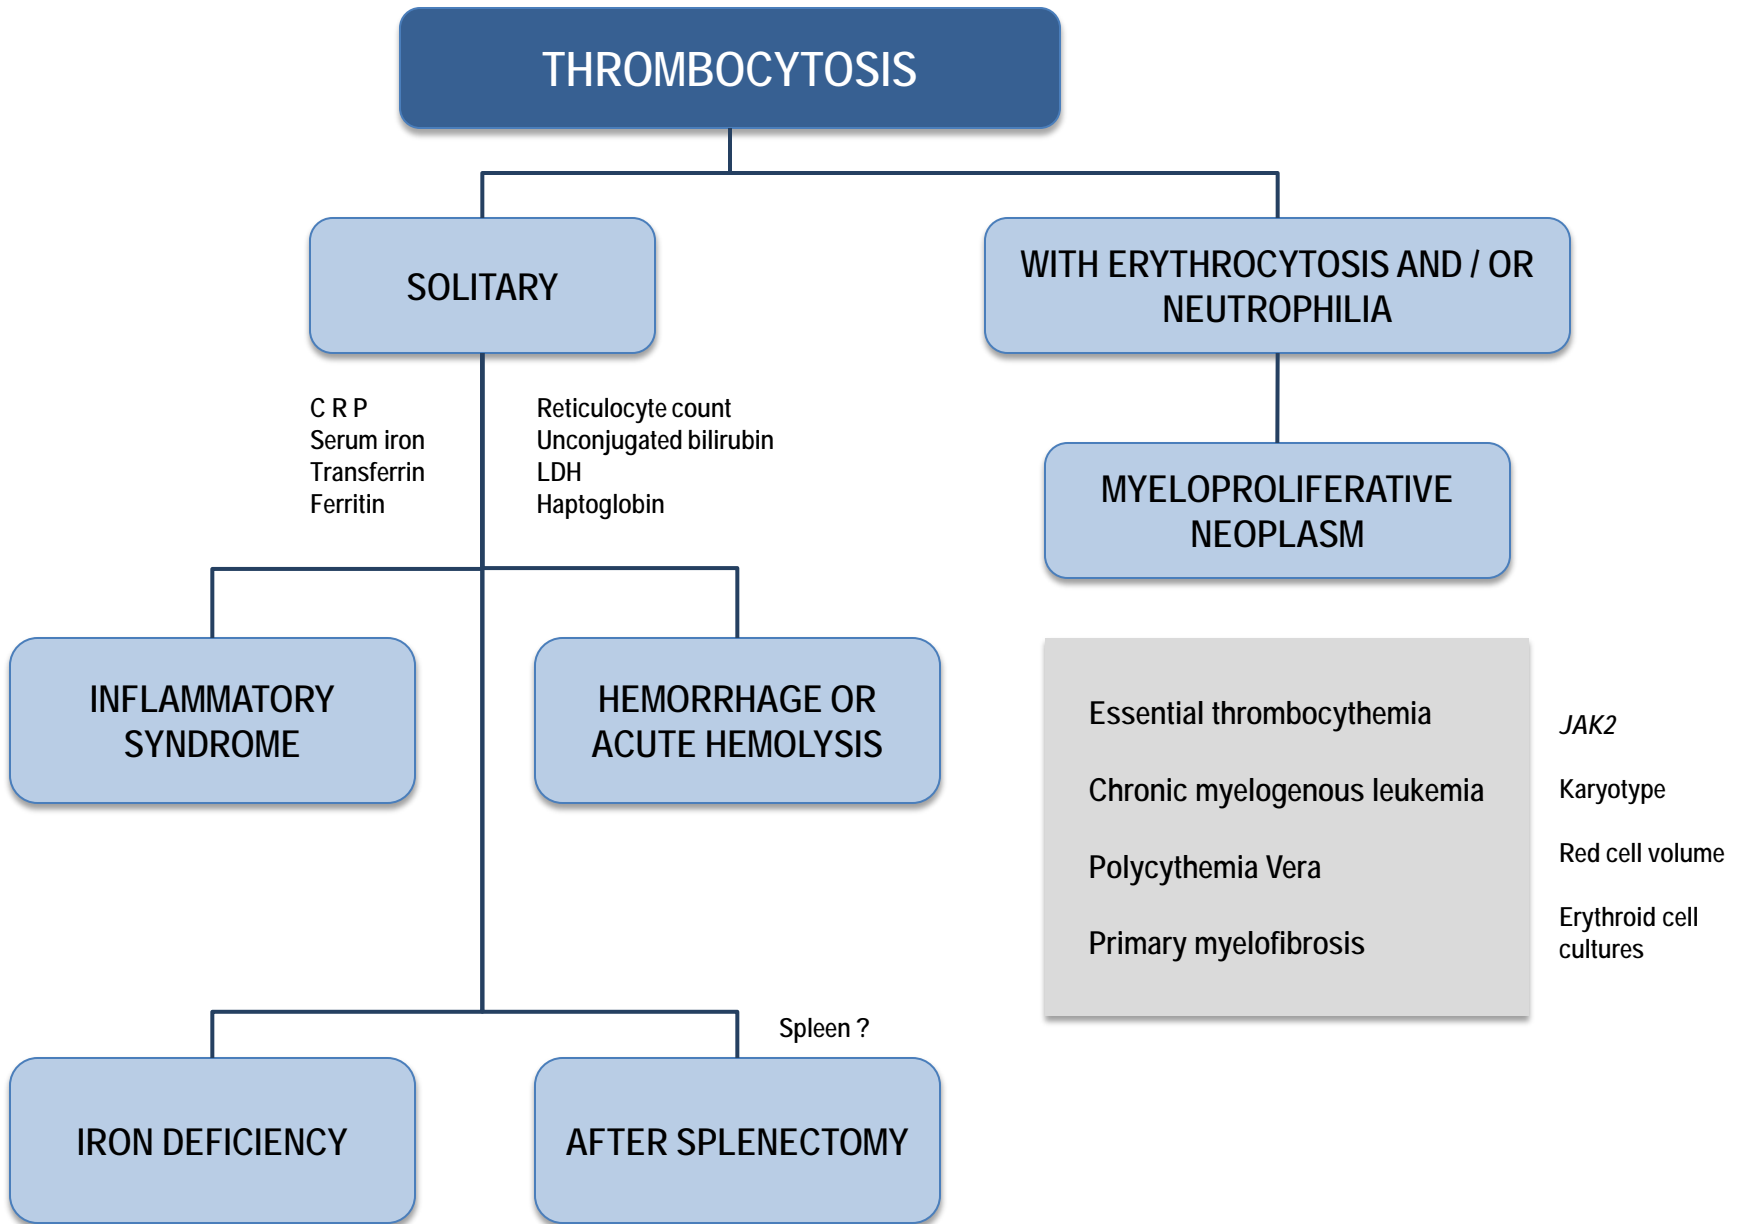 THROMBOCYTOSIS
SOLITARY
WITH ERYTHROCYTOSIS AND / OR
NEUTROPHILIA
C R P
Serum iron
Transferrin
Ferritin
Reticulocyte count
Unconjugated bilirubin
LDH
Haptoglobin
MYELOPROLIFERATIVE
NEOPLASM
INFLAMMATORY
SYNDROME
HEMORRHAGE OR
ACUTE HEMOLYSIS
Essential thrombocythemia
Chronic myelogenous leukemia
Polycythemia Vera
Primary myelofibrosis
JAK2
Karyotype
Red cell volume
Erythroid cell
cultures
Spleen ?
IRON DEFICIENCY
AFTER SPLENECTOMY